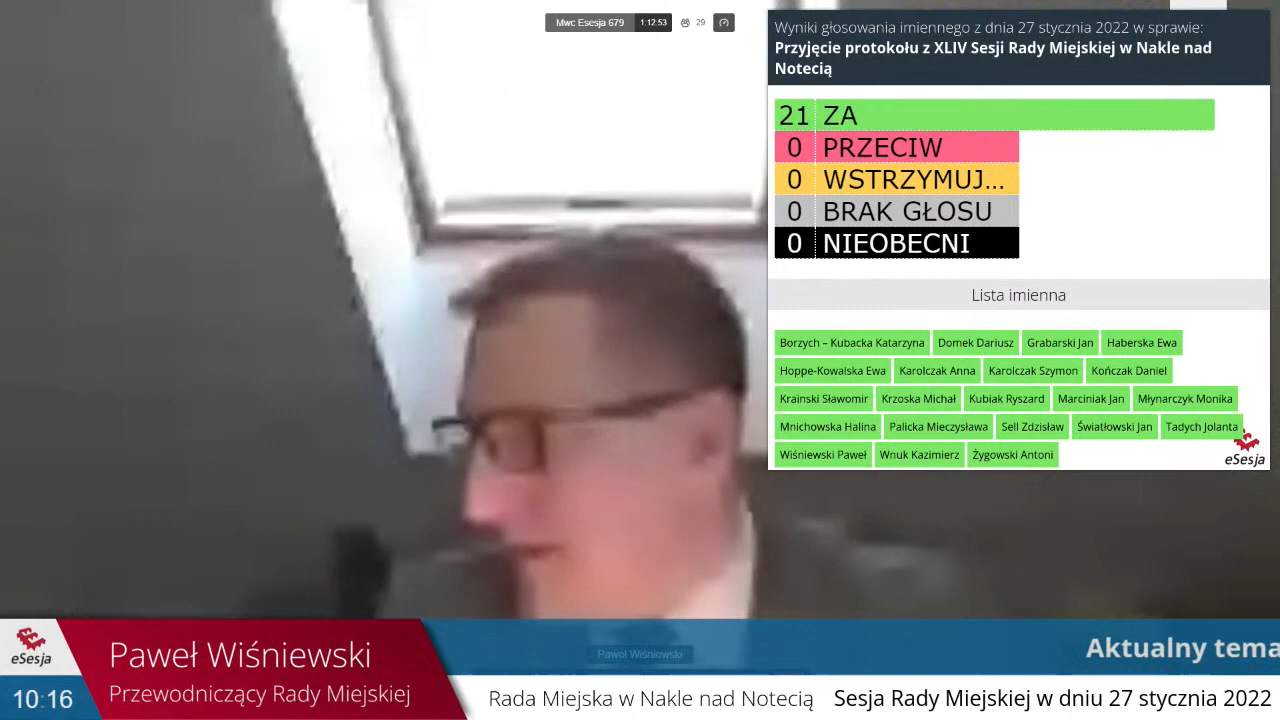 Mwc Esesja 679 1:12:53 29
Wyniki głosowania imiennego z dnia 27 stycznia 2022 w sprawie:
Przyjęcie protokołu z XLIV Sesji Rady Miejskiej w Nakle nad
Notecią
21 ZA
0 PRZECIW
0 WSTRZYMUJ...
0 BRAK GŁOSU
0 NIEOBECNI
Lista imienna
Borzych – Kubacka Katarzyna Domek Dariusz Grabarski Jan Haberska Ewa
Hoppe-Kowalska Ewa Karolczak Anna Karolczak Szymon Kończak Daniel
Krainski Sławomir Krzoska Michał Kubiak Ryszard Marciniak Jan Młynarczyk Monika
Mnichowska Halina Palicka Mieczysława Sell Zdzisław Światłowski Jan Tadych Jolanta
Wiśniewski Paweł Wnuk Kazimierz Żygowski Antoni
eSesja
eSesja
Paweł Wiśniewski
Przewodniczący Rady Miejskiej
Paweł Wiśniewski
Aktualny tema
10:16
Rada Miejska w Nakle nad Notecią Sesja Rady Miejskiej w dniu 27 stycznia 2022